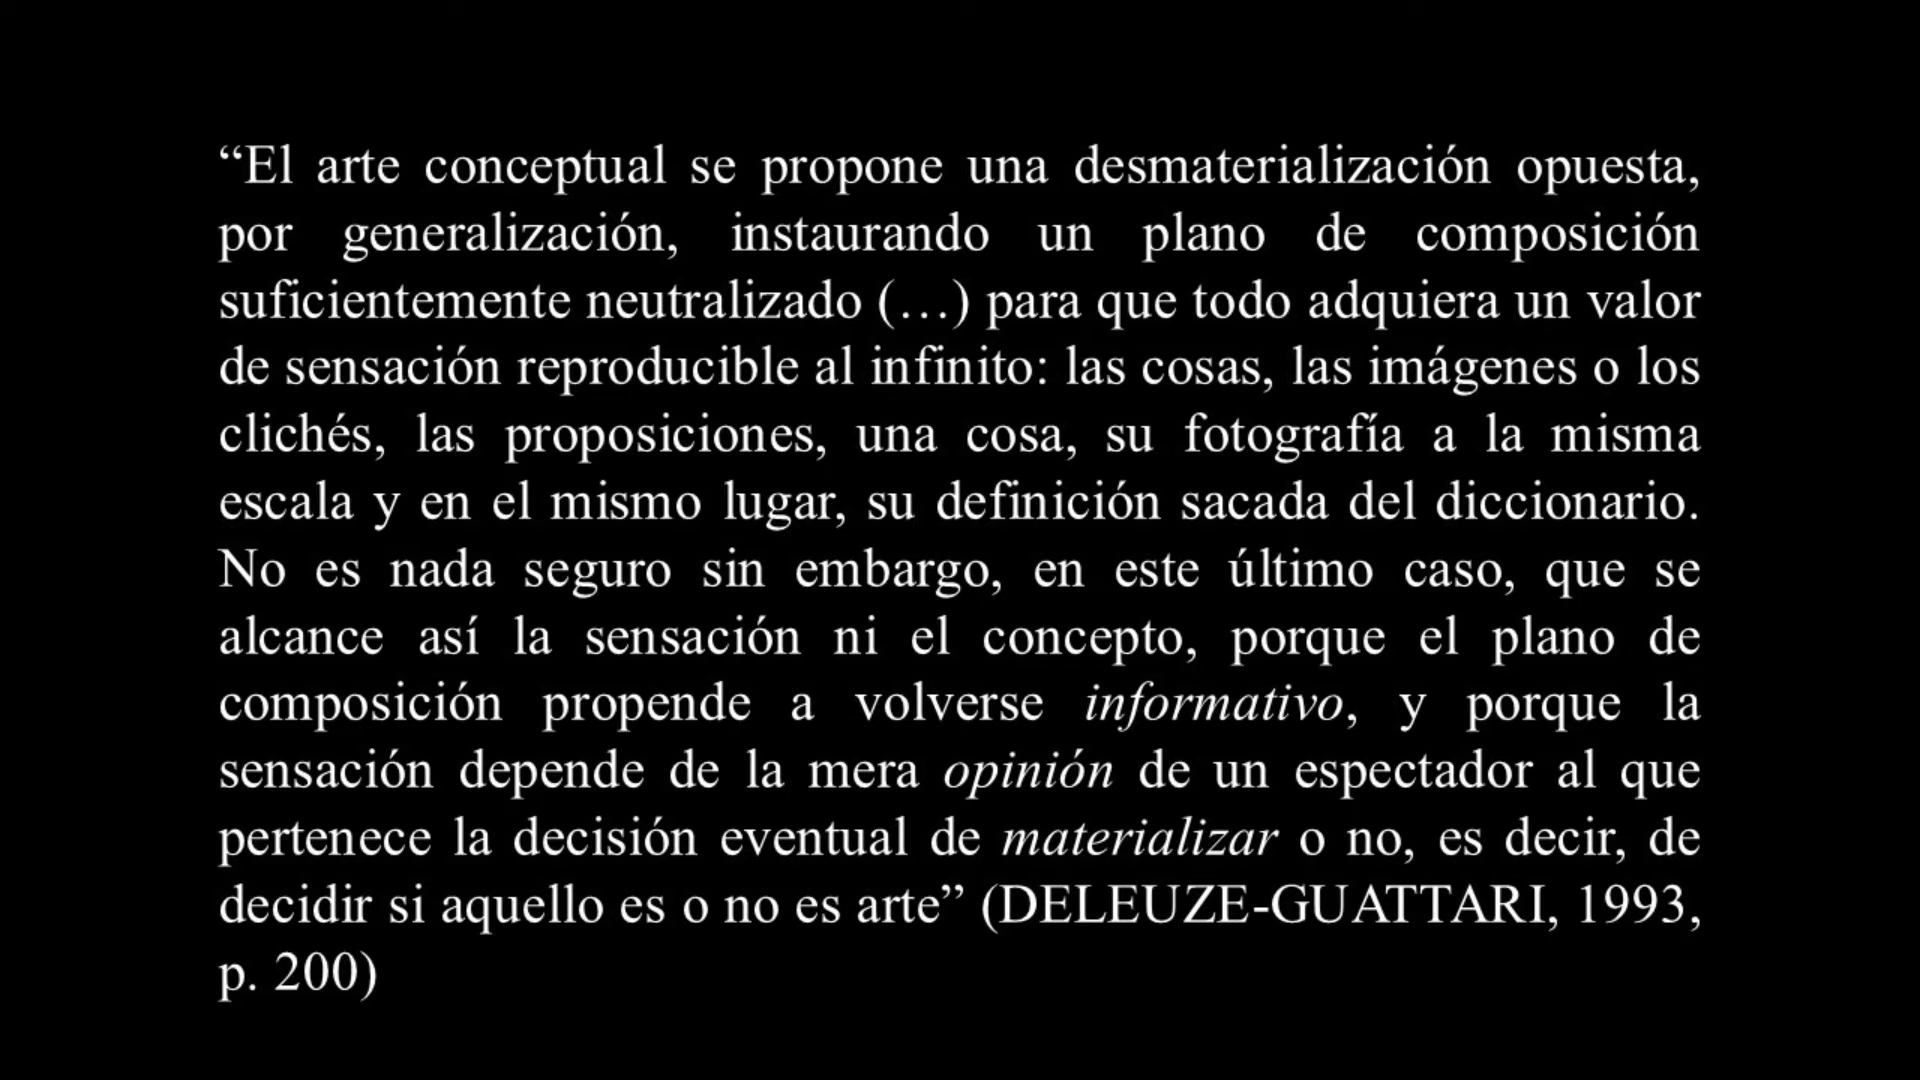 “El arte conceptual se propone una desmaterialización opuesta,
por generalización, instaurando un plano de composición
suficientemente neutralizado (…) para que todo adquiera un valor
de sensación reproducible al infinito: las cosas, las imágenes o los
clichés, las proposiciones, una cosa, su fotografía a la misma
escala y en el mismo lugar, su definición sacada del diccionario.
No es nada seguro sin embargo, en este último caso, que se
alcance así la sensación ni el concepto, porque el plano de
composición propende a volverse informativo, y porque la
sensación depende de la mera opinión de un espectador al que
pertenece la decisión eventual de materializar o no, es decir, de
decidir si aquello es o no es arte” (DELEUZE-GUATTARI, 1993,
p. 200)